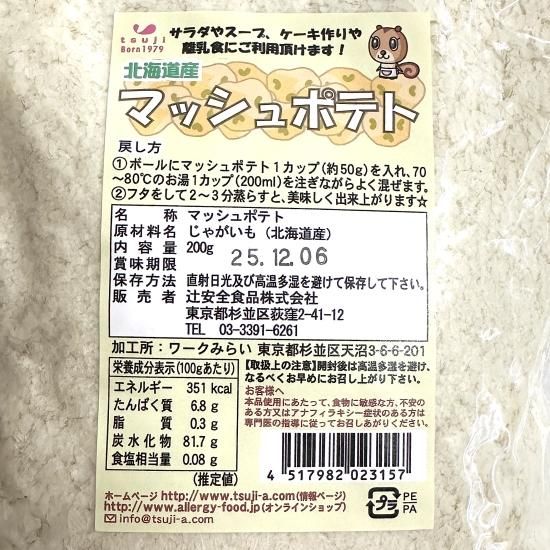 tsuji
Born1979
サラダやスープ、ケーキ作りや
離乳食にご利用頂けます！
北海道産
マッシュポテト
戻し方
①ボールにマッシュポテト1カップ(約50g)を入れ、70
～80℃のお湯1カップ(200ml)を注ぎながらよく混ぜます。
②フタをして2～3分蒸らすと、美味しく出来上がります☆
名称 マッシュポテト
原材料名 じゃがいも（北海道産）
内容量 200g
賞味期限 25.12.06
保存方法 直射日光及び高温多湿を避けて保存して下さい。
販売者 辻安全食品株式会社
東京都杉並区荻窪2-41-12
TEL 03-3391-6261
加工所：ワークみらい 東京都杉並区天沼3-6-6-201
栄養成分表示(100gあたり)
エネルギー 351kcal
たんぱく質 6.8g
脂質 0.3g
炭水化物 81.7g
食塩相当量 0.08g
(推定値)
【取扱上の注意】開封後は高温多湿を避け、
なるべくお早めにお召し上がり下さい。
お客様へ
本品使用にあたって、食物に敏感な方、不安の
ある方又はアナフィラキシー症状のある方は
専門医の指導に従ってお召しあがりください。
4 517982 023157
ホームページ http://www.tsuji-a.com(情報ページ)
http://www.allergy-food.jp(オンラインショップ)
info@tsuji-a.com
プラ
PE
PA